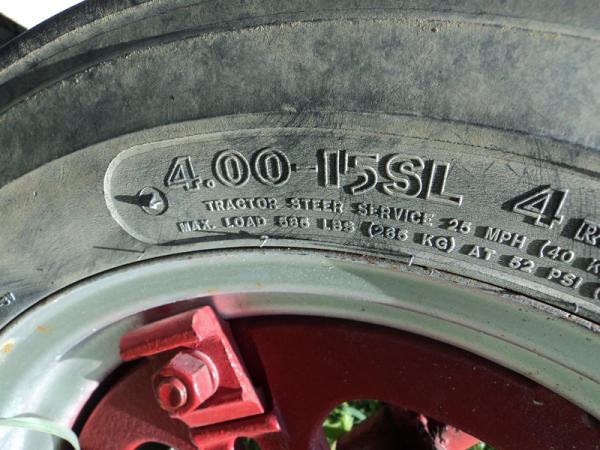 4.00-15SL 4
TRACTOR STEER SERVICE 25 MPH (40
MAX. LOAD 585 LBS (265 KG) AT 52 PSI